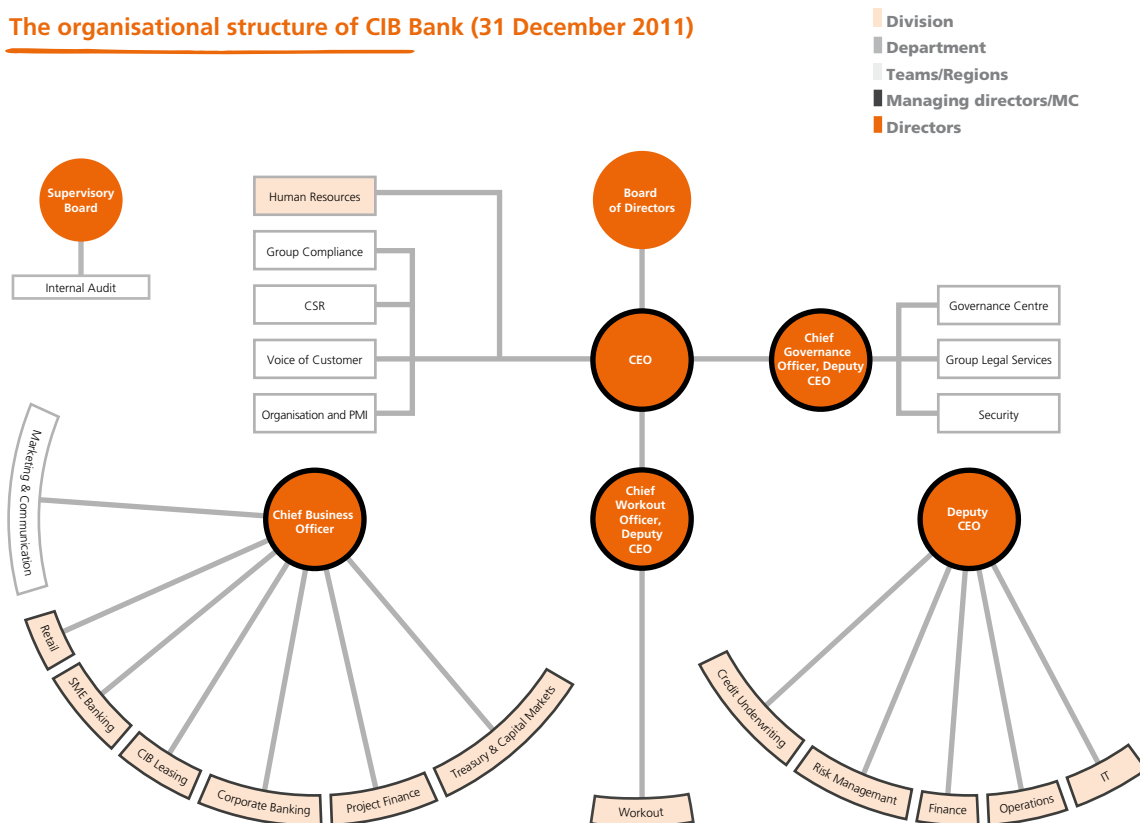 The organisational structure of CIB Bank (31 December 2011)
Division
Department
Teams/Regions
Managing directors/MC
Directors
Supervisory
Board
Internal Audit
Human Resources
Group Compliance
CSR
Voice of Customer
Organisation and PMI
Board
of Directors
CEO
Chief
Governance
Officer, Deputy
CEO
Governance Centre
Group Legal Services
Security
Marketing & Communication
Chief Business
Officer
Chief
Workout
Officer,
Deputy
CEO
Deputy
CEO
Retail
SME Banking
CIB Leasing
Corporate Banking
Project Finance
Treasury & Capital Markets
Workout
Credit Underwriting
Risk Managemant
Finance
Operations
IT